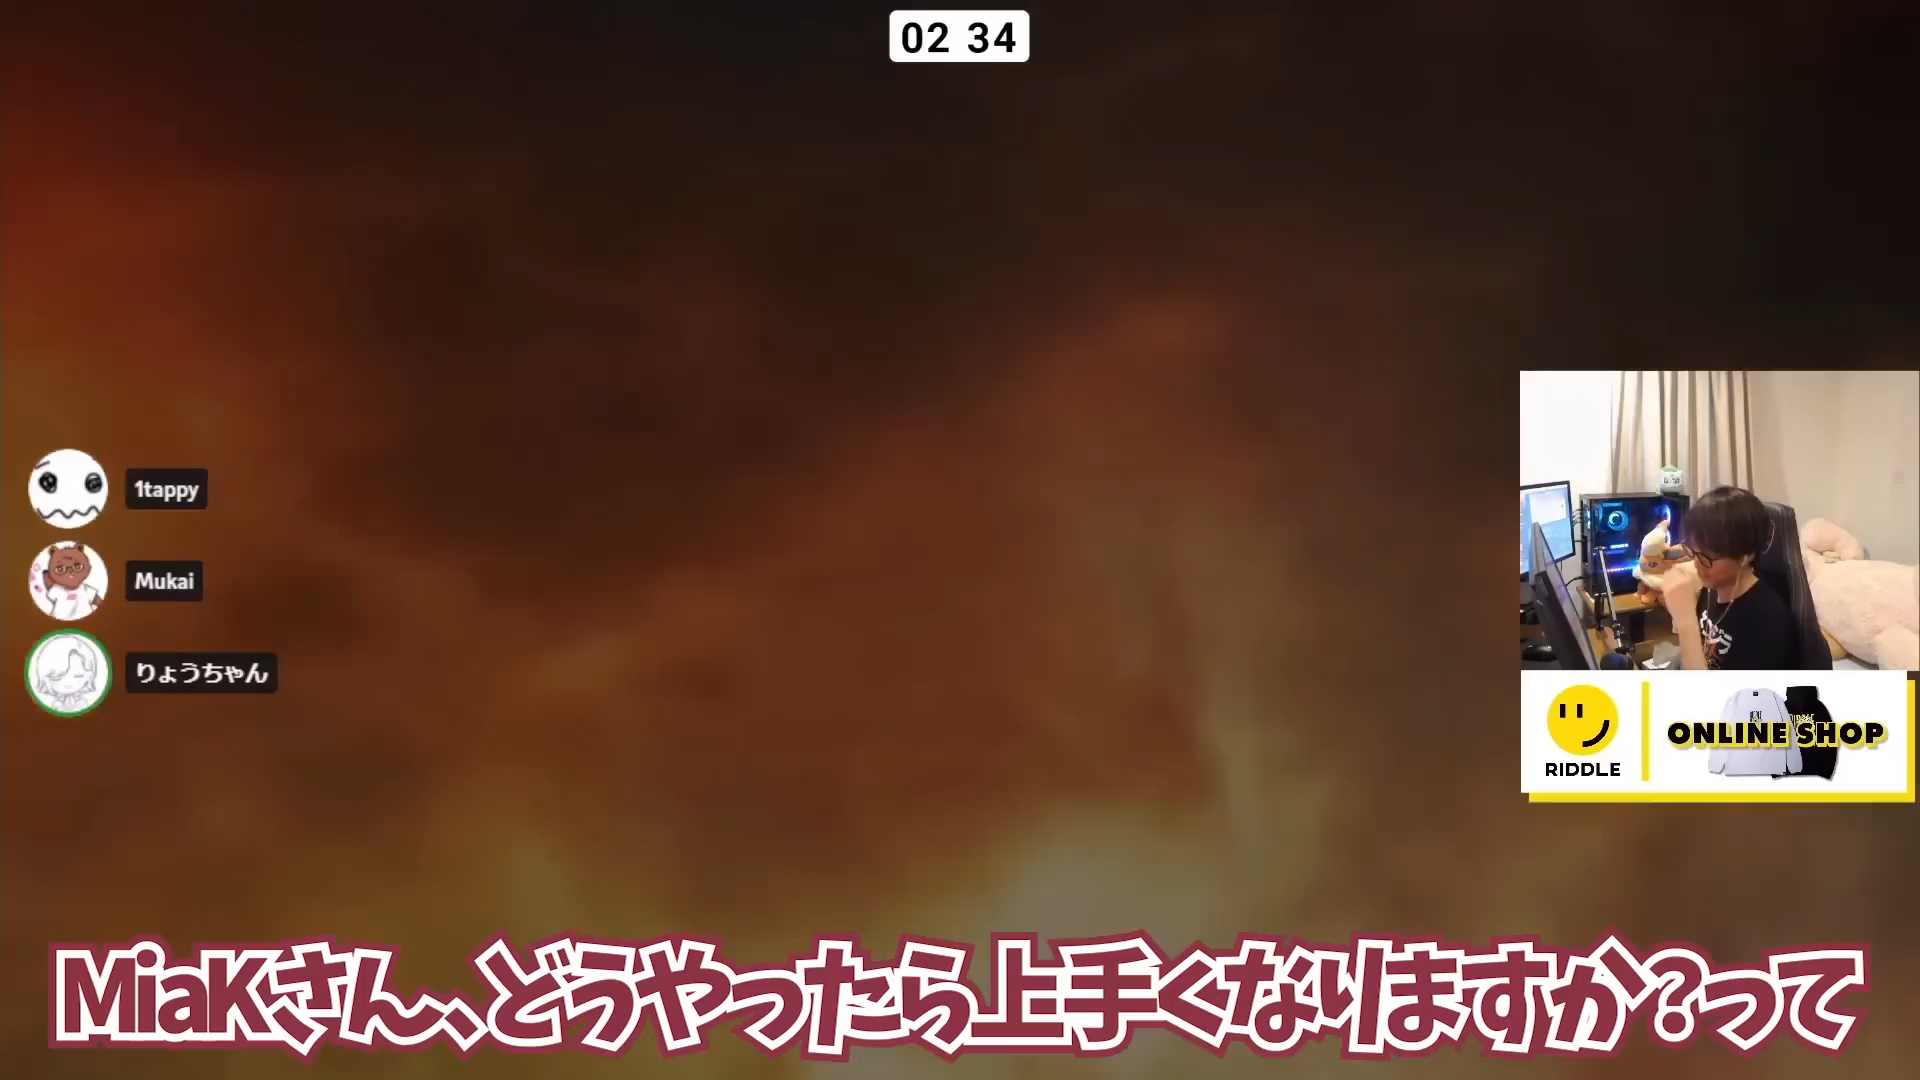 02 34
1tappy
Mukai
りょうちゃん
RIDDLE
ONLINE SHOP
MiaKさん、どうやったら上手くなりますか？って